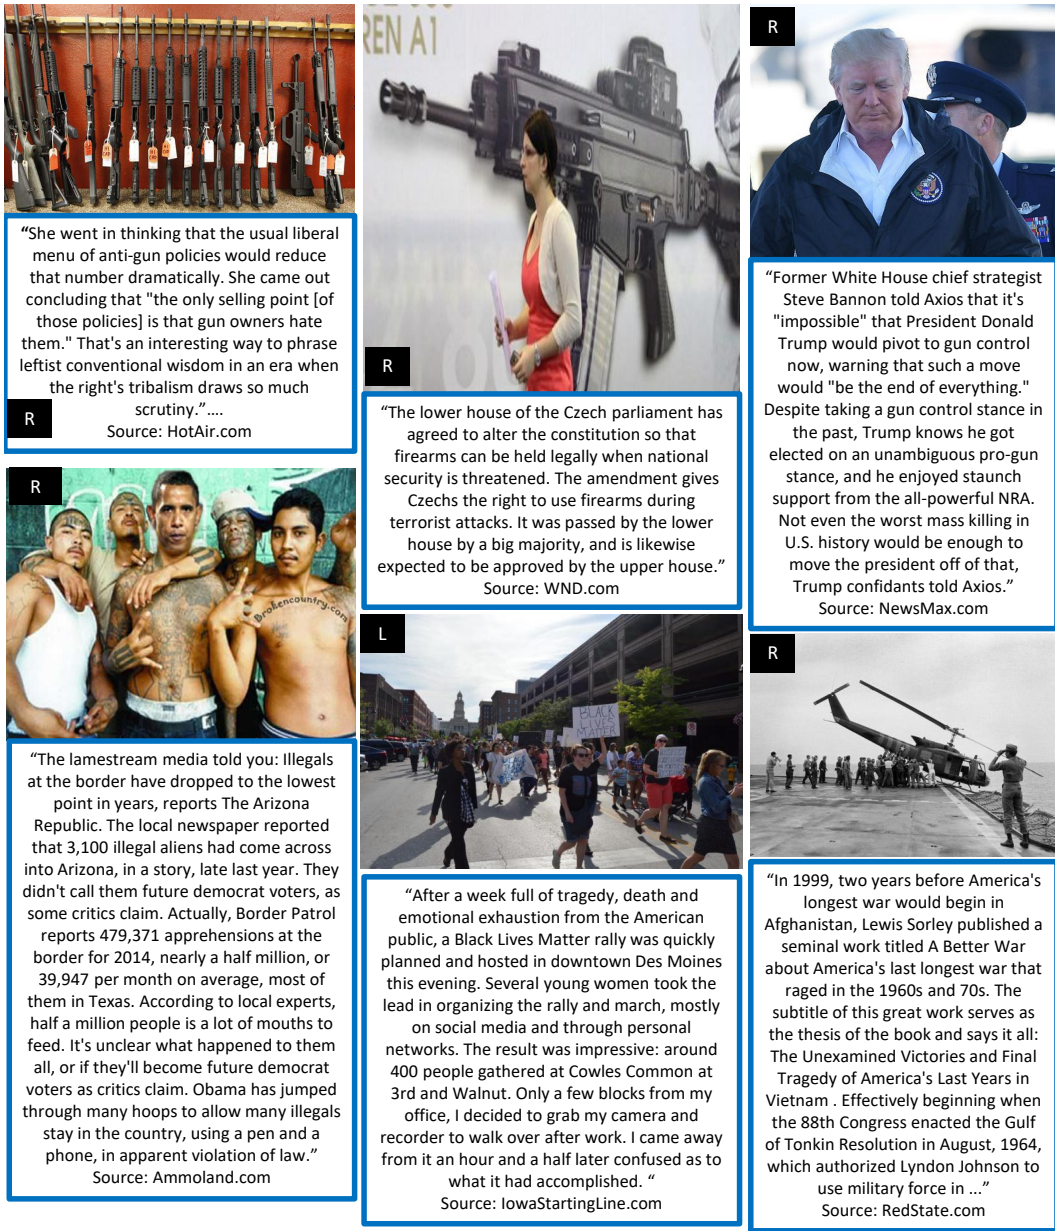 “She went in thinking that the usual liberal
menu of anti-gun policies would reduce
that number dramatically. She came out
concluding that "the only selling point [of
those policies] is that gun owners hate
them." That's an interesting way to phrase
leftist conventional wisdom in an era when
the right's tribalism draws so much
scrutiny.”….
R
Source: HotAir.com
R
Brokencountry.com
“The lamestream media told you: Illegals
at the border have dropped to the lowest
point in years, reports The Arizona
Republic. The local newspaper reported
that 3,100 illegal aliens had come across
into Arizona, in a story, late last year. They
didn't call them future democrat voters, as
some critics claim. Actually, Border Patrol
reports 479,371 apprehensions at the
border for 2014, nearly a half million, or
39,947 per month on average, most of
them in Texas. According to local experts,
half a million people is a lot of mouths to
feed. It's unclear what happened to them
all, or if they'll become future democrat
voters as critics claim. Obama has jumped
through many hoops to allow many illegals
stay in the country, using a pen and a
phone, in apparent violation of law.”
Source: Ammoland.com
REN A1
R
“The lower house of the Czech parliament has
agreed to alter the constitution so that
firearms can be held legally when national
security is threatened. The amendment gives
Czechs the right to use firearms during
terrorist attacks. It was passed by the lower
house by a big majority, and is likewise
expected to be approved by the upper house.”
Source: WND.com
L
BLACK
LIVES
MATTER
“After a week full of tragedy, death and
emotional exhaustion from the American
public, a Black Lives Matter rally was quickly
planned and hosted in downtown Des Moines
this evening. Several young women took the
lead in organizing the rally and march, mostly
on social media and through personal
networks. The result was impressive: around
400 people gathered at Cowles Common at
3rd and Walnut. Only a few blocks from my
office, I decided to grab my camera and
recorder to walk over after work. I came away
from it an hour and a half later confused as to
what it had accomplished. “
Source: IowaStartingLine.com
R
“Former White House chief strategist
Steve Bannon told Axios that it's
"impossible" that President Donald
Trump would pivot to gun control
now, warning that such a move
would "be the end of everything."
Despite taking a gun control stance in
the past, Trump knows he got
elected on an unambiguous pro-gun
stance, and he enjoyed staunch
support from the all-powerful NRA.
Not even the worst mass killing in
U.S. history would be enough to
move the president off of that,
Trump confidants told Axios.”
Source: NewsMax.com
R
“In 1999, two years before America's
longest war would begin in
Afghanistan, Lewis Sorley published a
seminal work titled A Better War
about America's last longest war that
raged in the 1960s and 70s. The
subtitle of this great work serves as
the thesis of the book and says it all:
The Unexamined Victories and Final
Tragedy of America's Last Years in
Vietnam . Effectively beginning when
the 88th Congress enacted the Gulf
of Tonkin Resolution in August, 1964,
which authorized Lyndon Johnson to
use military force in ...”
Source: RedState.com